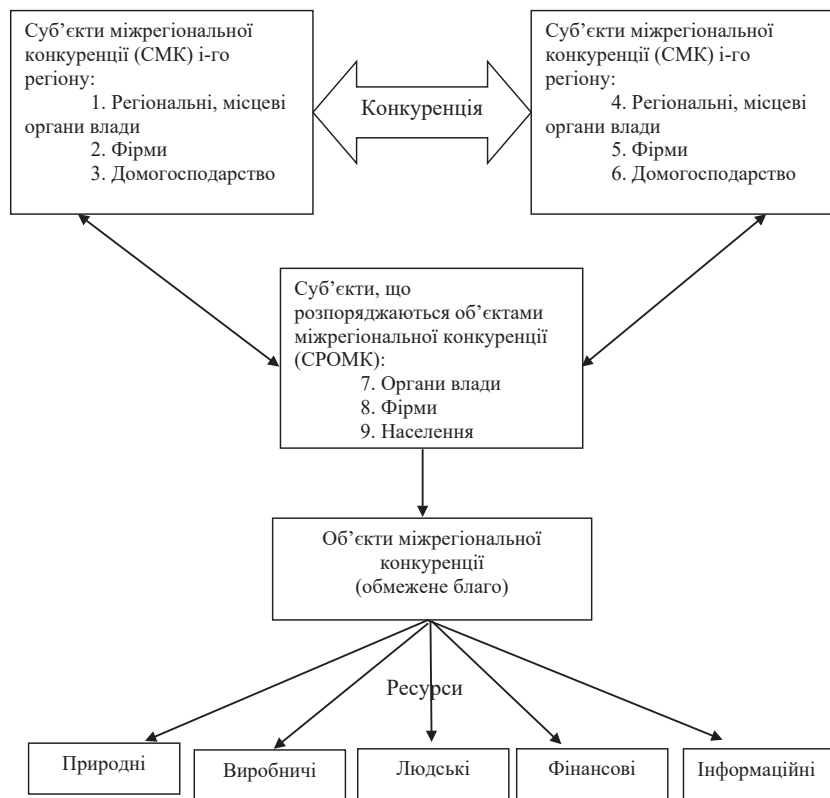 Суб’єкти міжрегіональної
конкуренції (СМК) і-го
регіону:
1. Регіональні, місцеві
органи влади
2. Фірми
3. Домогосподарство
Конкуренція
Суб’єкти міжрегіональної
конкуренції (СМК) і-го
регіону:
4. Регіональні, місцеві
органи влади
5. Фірми
6. Домогосподарство
Суб’єкти, що
розпоряджаються об’єктами
міжрегіональної конкуренції
(СРОМК):
7. Органи влади
8. Фірми
9. Населення
Об’єкти міжрегіональної
конкуренції
(обмежене благо)
Ресурси
Природні
Виробничі
Людські
Фінансові
Інформаційні